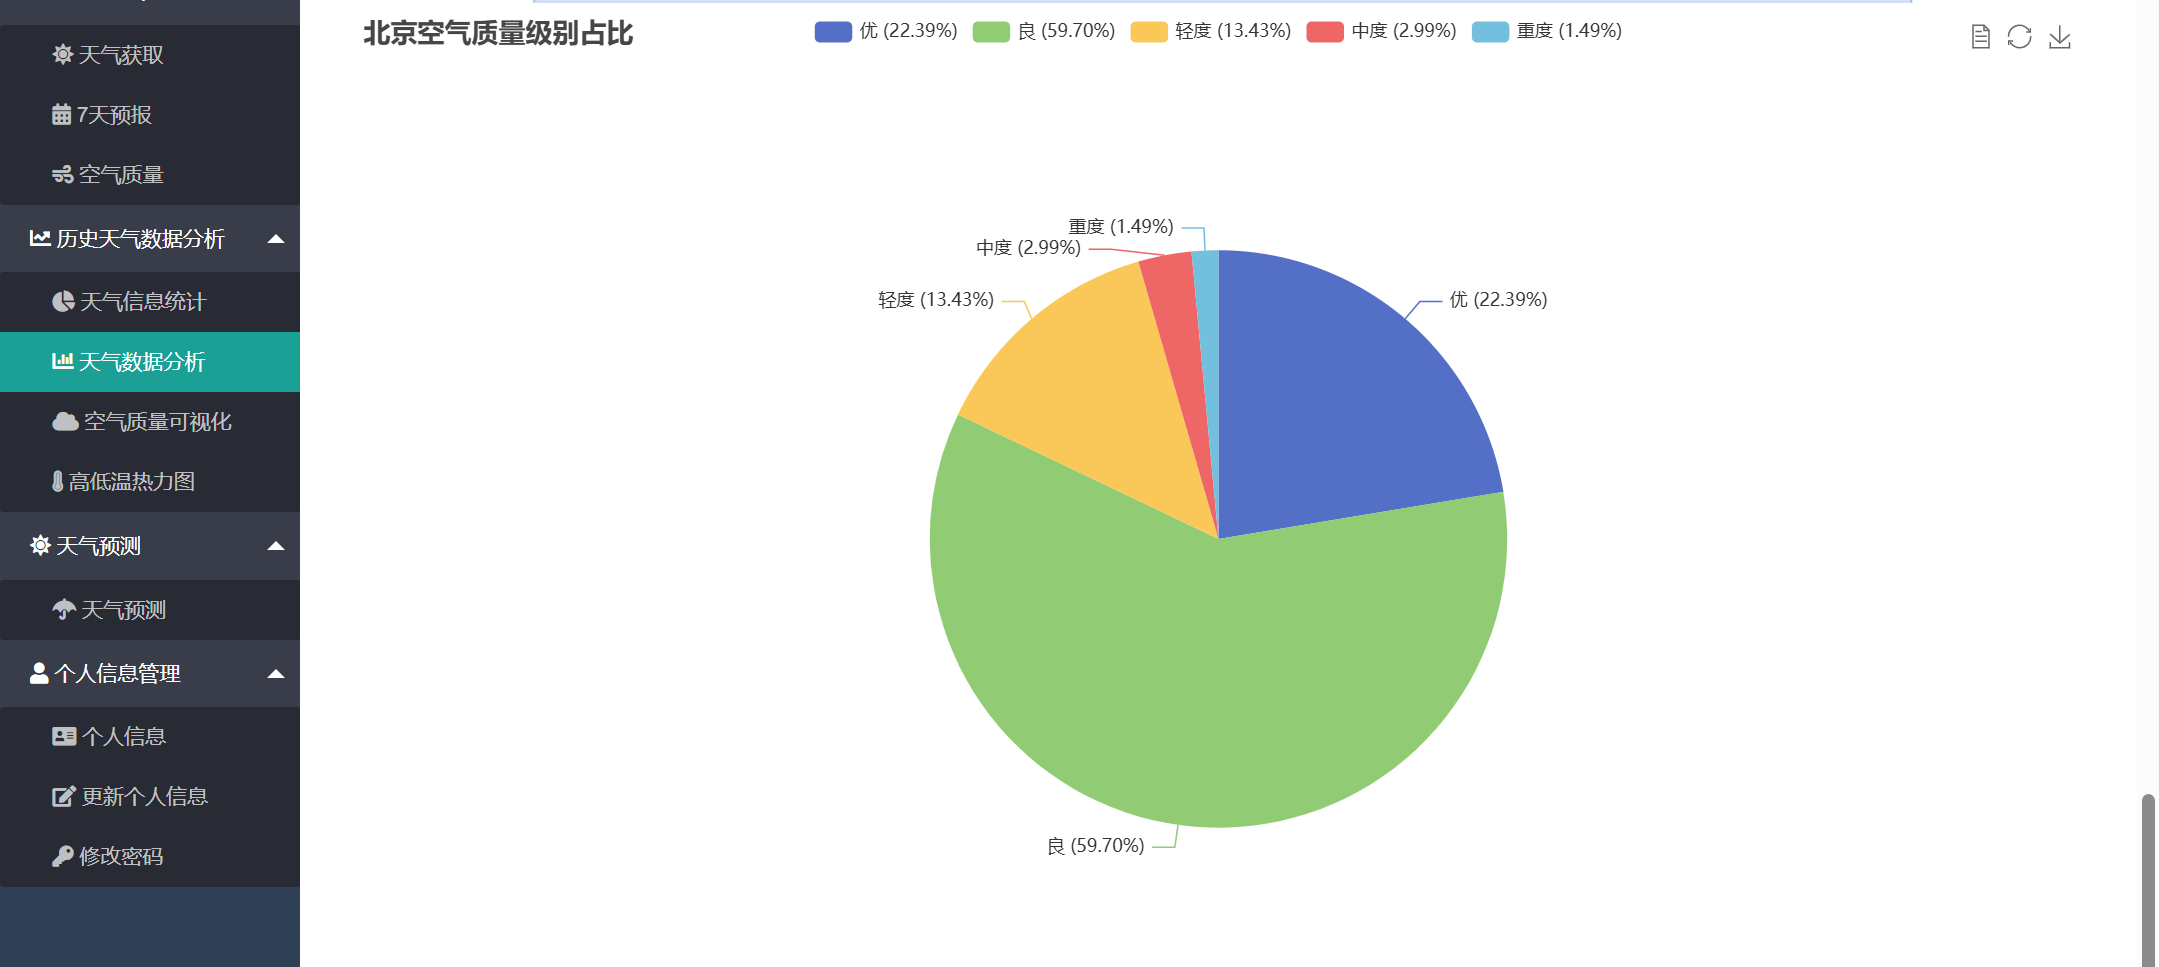 天气获取
7天预报
空气质量
历史天气数据分析
天气信息统计
天气数据分析
空气质量可视化
高低温热力图
天气预测
天气预测
个人信息管理
个人信息
更新个人信息
修改密码
北京空气质量级别占比
优 (22.39%) 良 (59.70%) 轻度 (13.43%) 中度 (2.99%) 重度 (1.49%)
重度 (1.49%)
中度 (2.99%)
轻度 (13.43%)
优 (22.39%)
良 (59.70%)